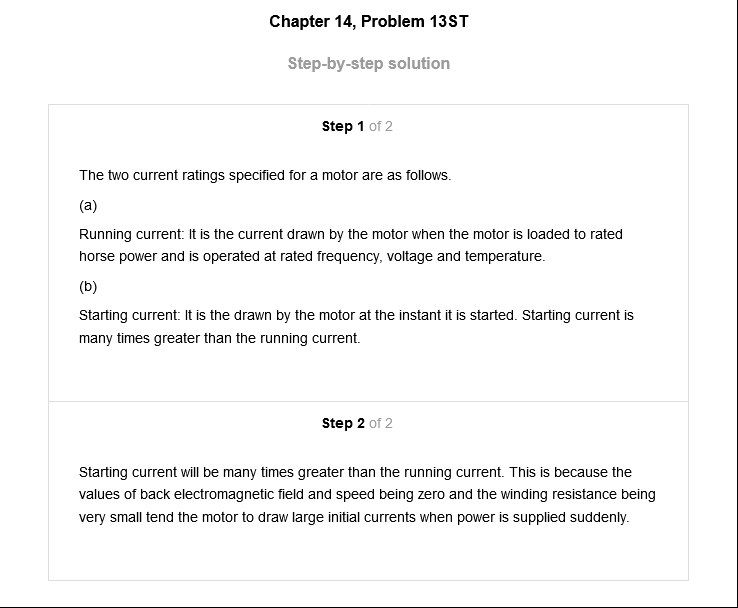 Chapter 14, Problem 13ST
Step-by-step solution
Step 1 of 2
The two current ratings specified for a motor are as follows.
(a)
Running current: It is the current drawn by the motor when the motor is loaded to rated
horse power and is operated at rated frequency, voltage and temperature.
(b)
Starting current: It is the drawn by the motor at the instant it is started. Starting current is
many times greater than the running current.
Step 2 of 2
Starting current will be many times greater than the running current. This is because the
values of back electromagnetic field and speed being zero and the winding resistance being
very small tend the motor to draw large initial currents when power is supplied suddenly.